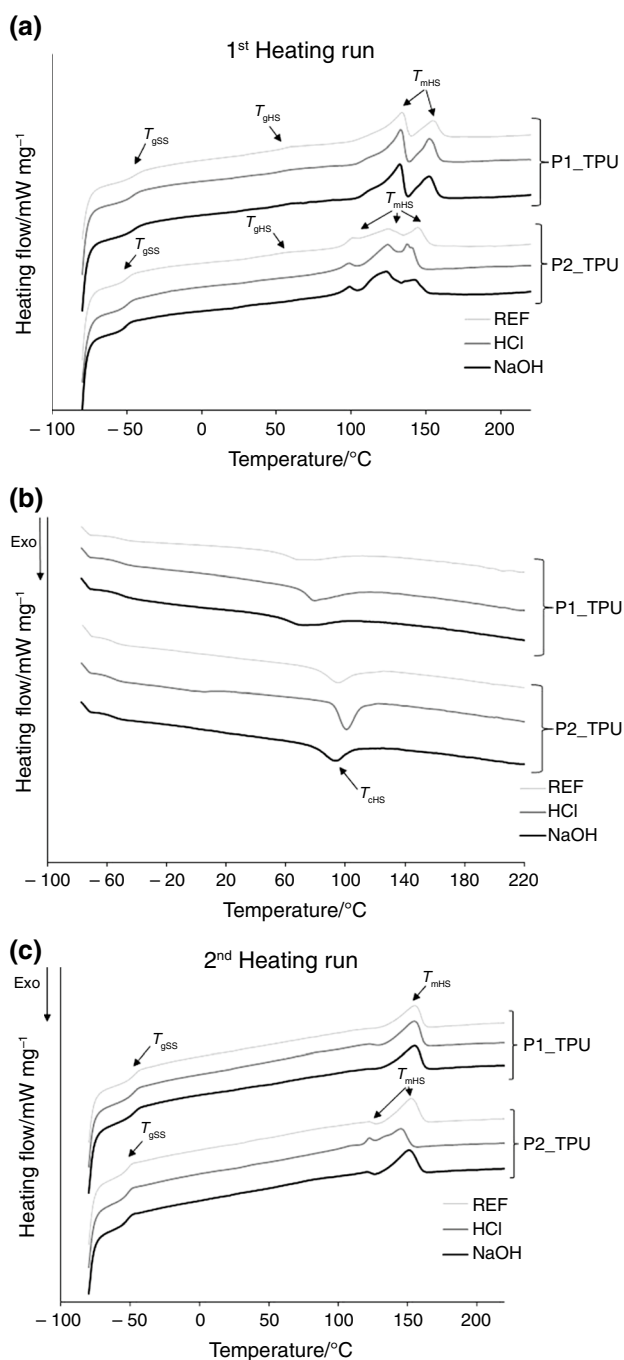 (a)
1st Heating run
TmHS
TgHS
TgSS
P1_TPU
TmHS
TgHS
TgSS
P2_TPU
REF
HCl
NaOH
Heating flow/mW mg–1
– 100 – 50 0 50 100 150 200
Temperature/°C
(b)
Exo
P1_TPU
P2_TPU
TcHS
REF
HCl
NaOH
Heating flow/mW mg–1
– 100 – 60 – 20 20 60 100 140 180 220
Temperature/°C
(c)
2nd Heating run
Exo
TmHS
TgSS
P1_TPU
TmHS
TgSS
P2_TPU
REF
HCl
NaOH
Heating flow/mW mg–1
– 100 – 50 0 50 100 150 200
Temperature/°C